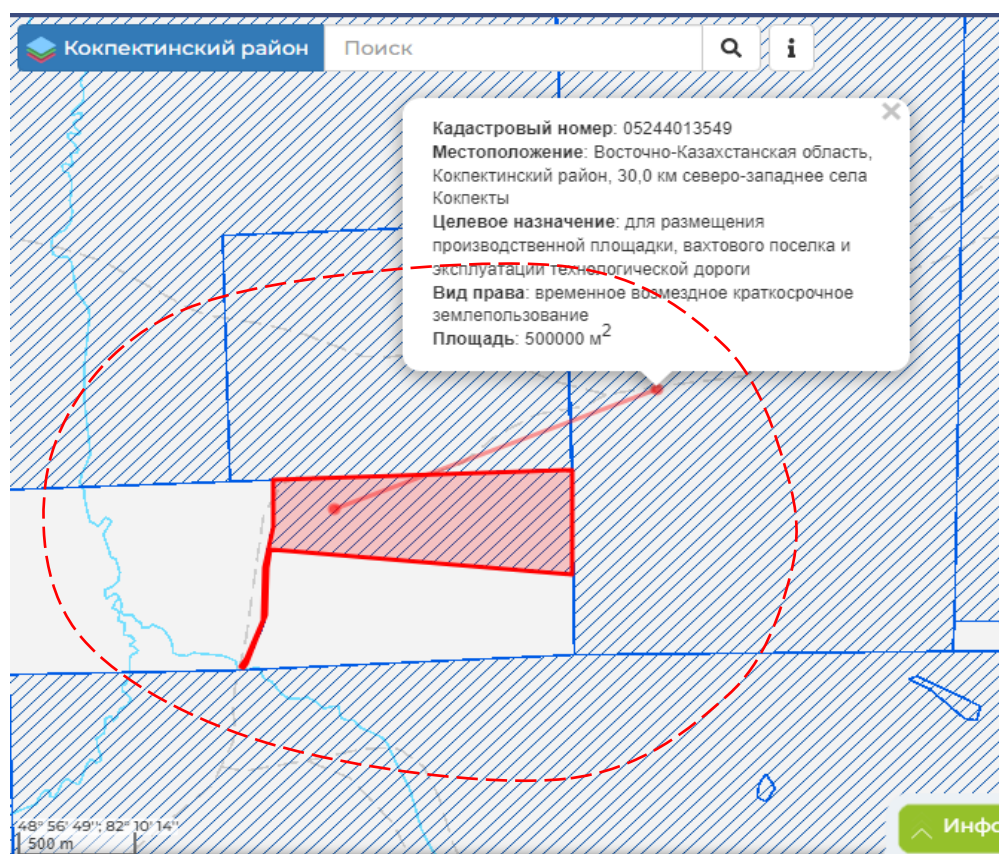 Кокпектинский район Поиск
Кадастровый номер: 05244013549
Местоположение: Восточно-Казахстанская область,
Кокпектинский район, 30,0 км северо-западнее села
Кокпекты
Целевое назначение: для размещения
производственной площадки, вахтового поселка и
эксплуатации технологической дороги
Вид права: временное возмездное краткосрочное
землепользование
Площадь: 500000 м2
48° 56' 49"; 82° 10' 14"
500 m
Инфо